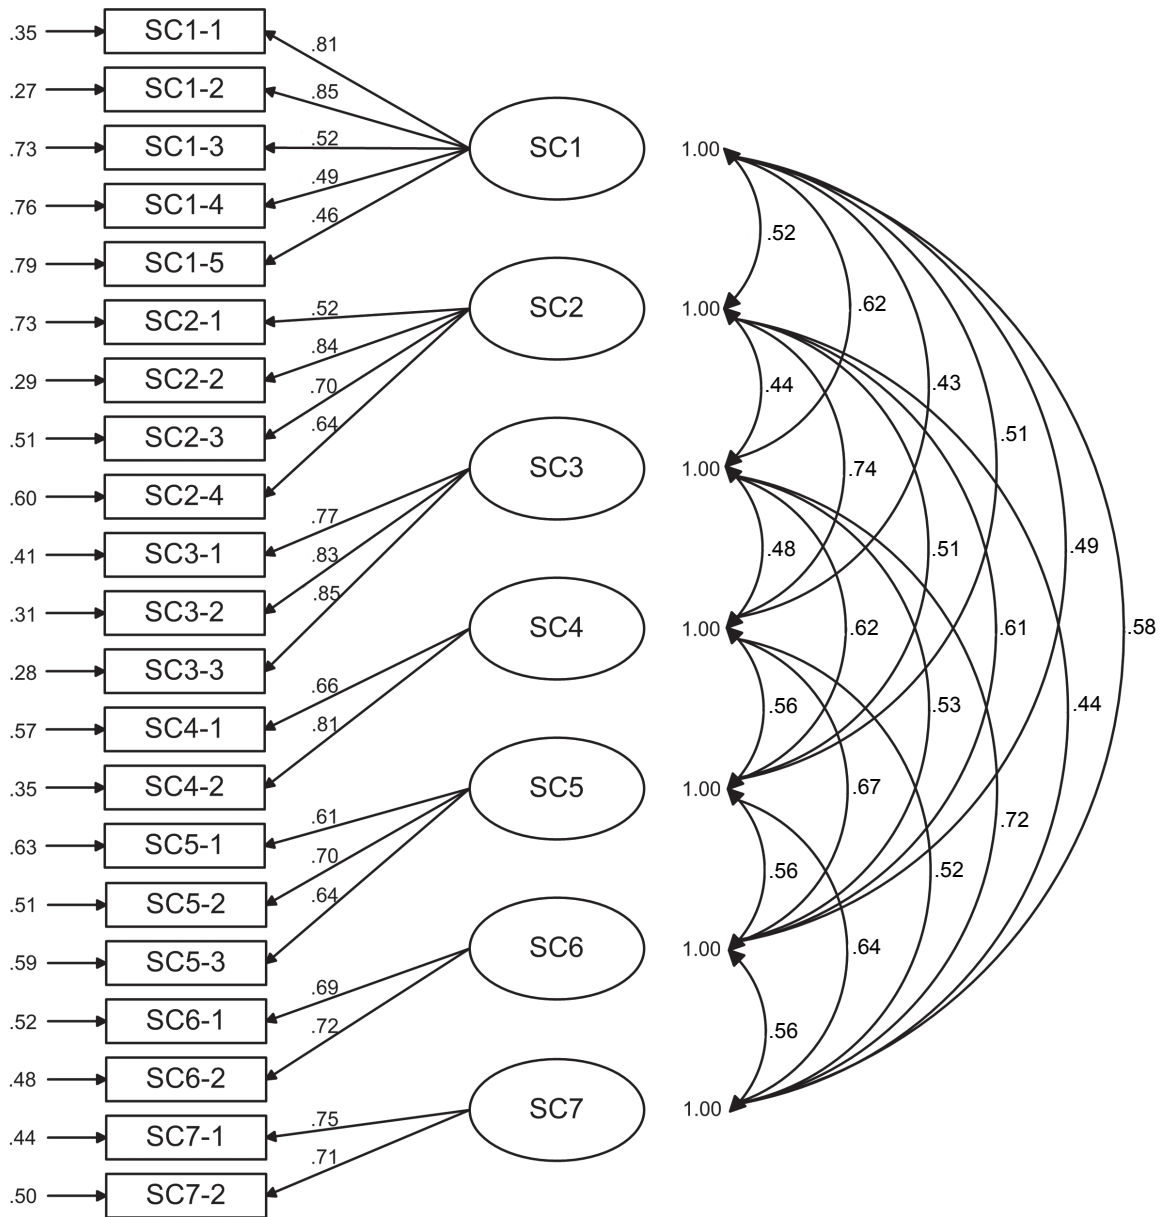 .35 SC1-1 .81
.27 SC1-2 .85
.73 SC1-3 .52 SC1 1.00
.76 SC1-4 .49
.46
.52
.79 SC1-5
.73 SC2-1 .52 SC2 1.00 .62
.29 SC2-2 .84
.70 .44 .43
.51 SC2-3 .64 .51
.60 SC2-4 SC3 1.00 .74
.77
.41 SC3-1 .83 .48 .51 .49
.31 SC3-2 .85
SC4 1.00 .62 .61 .58
.28 SC3-3 .66
.57 SC4-1 .81 .56 .53 .44
.35 SC4-2 SC5 1.00 .67
.61 .72
.63 SC5-1 .70 .56 .52
.51 SC5-2 .64
SC6 1.00 .64
.59 SC5-3 .69
.52 SC6-1 .72 .56
.48 SC6-2
SC7 1.00
.44 SC7-1 .75
.71
.50 SC7-2